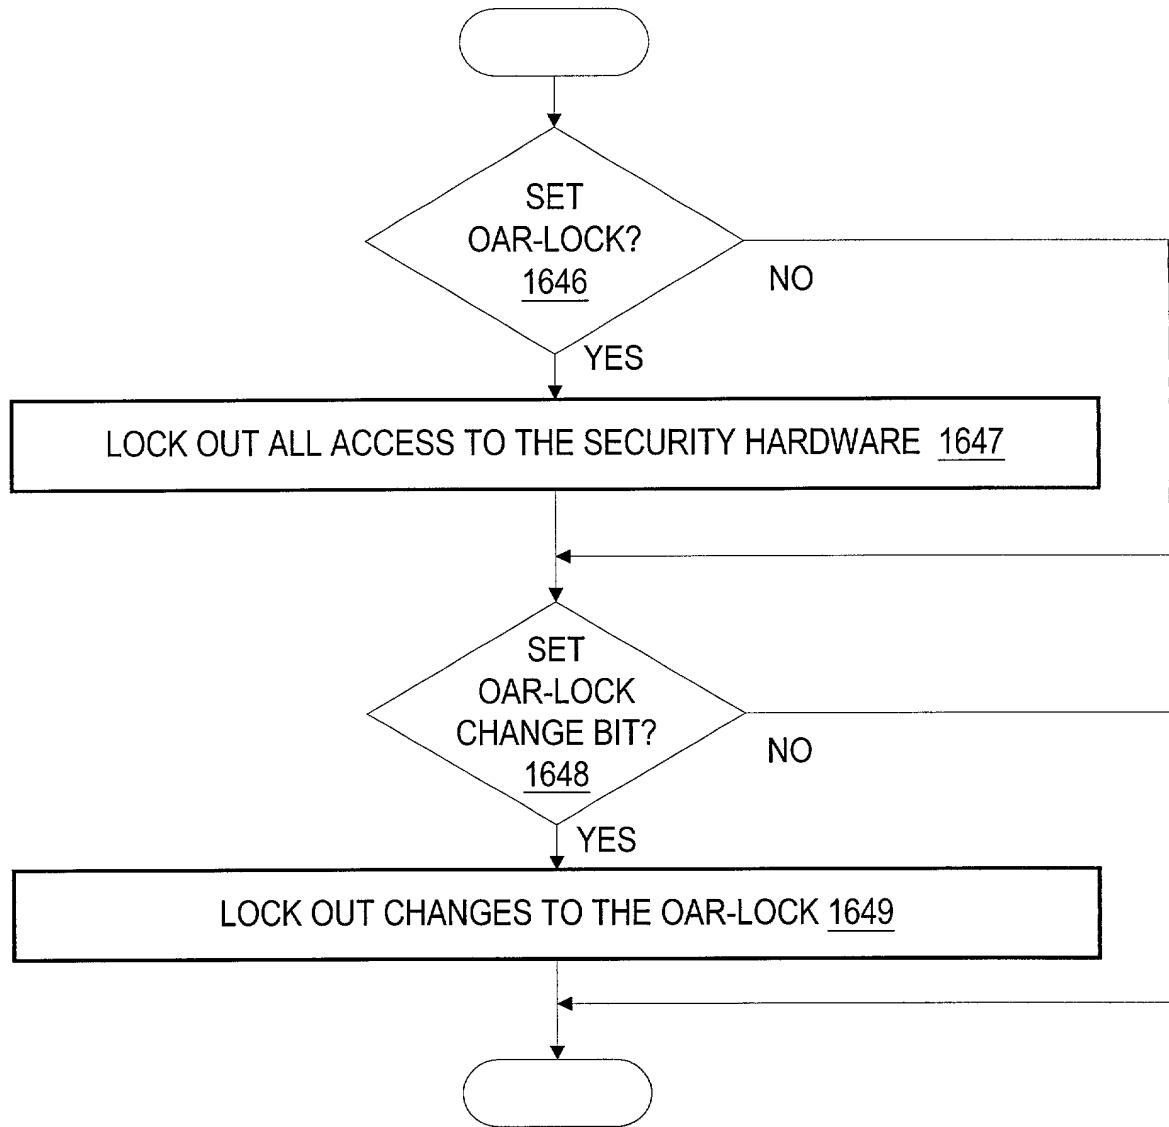 SET
OAR-LOCK?
1646
NO
YES
LOCK OUT ALL ACCESS TO THE SECURITY HARDWARE 1647
SET
OAR-LOCK
CHANGE BIT?
1648
NO
YES
LOCK OUT CHANGES TO THE OAR-LOCK 1649